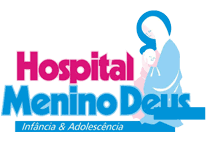 Hospital
Menino Deus
Infância & Adolescência